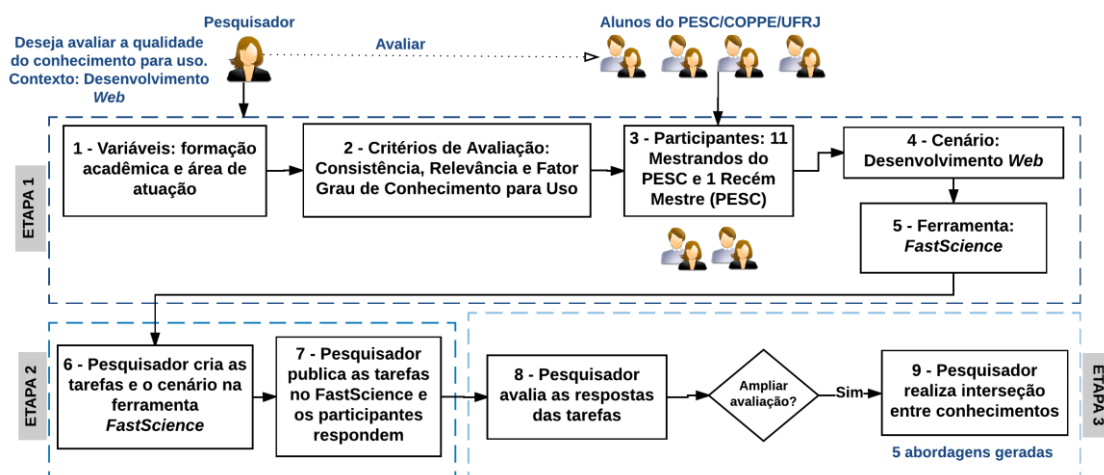 Pesquisador
Deseja avaliar a qualidade
do conhecimento para uso.
Contexto: Desenvolvimento
Web
Avaliar
Alunos do PESC/COPPE/UFRJ
ETAPA 1
1 - Variáveis: formação
acadêmica e área de
atuação
2 - Critérios de Avaliação:
Consistência, Relevância e Fator
Grau de Conhecimento para Uso
3 - Participantes: 11
Mestrandos do
PESC e 1 Recém
Mestre (PESC)
4 - Cenário:
Desenvolvimento Web
5 - Ferramenta:
FastScience
ETAPA 2
6 - Pesquisador cria as
tarefas e o cenário na
ferramenta
FastScience
7 - Pesquisador
publica as tarefas
no FastScience e
os participantes
respondem
8 - Pesquisador
avalia as respostas
das tarefas
Ampliar
avaliação?
Sim
9 - Pesquisador
realiza interseção
entre conhecimentos
5 abordagens geradas
ETAPA 3